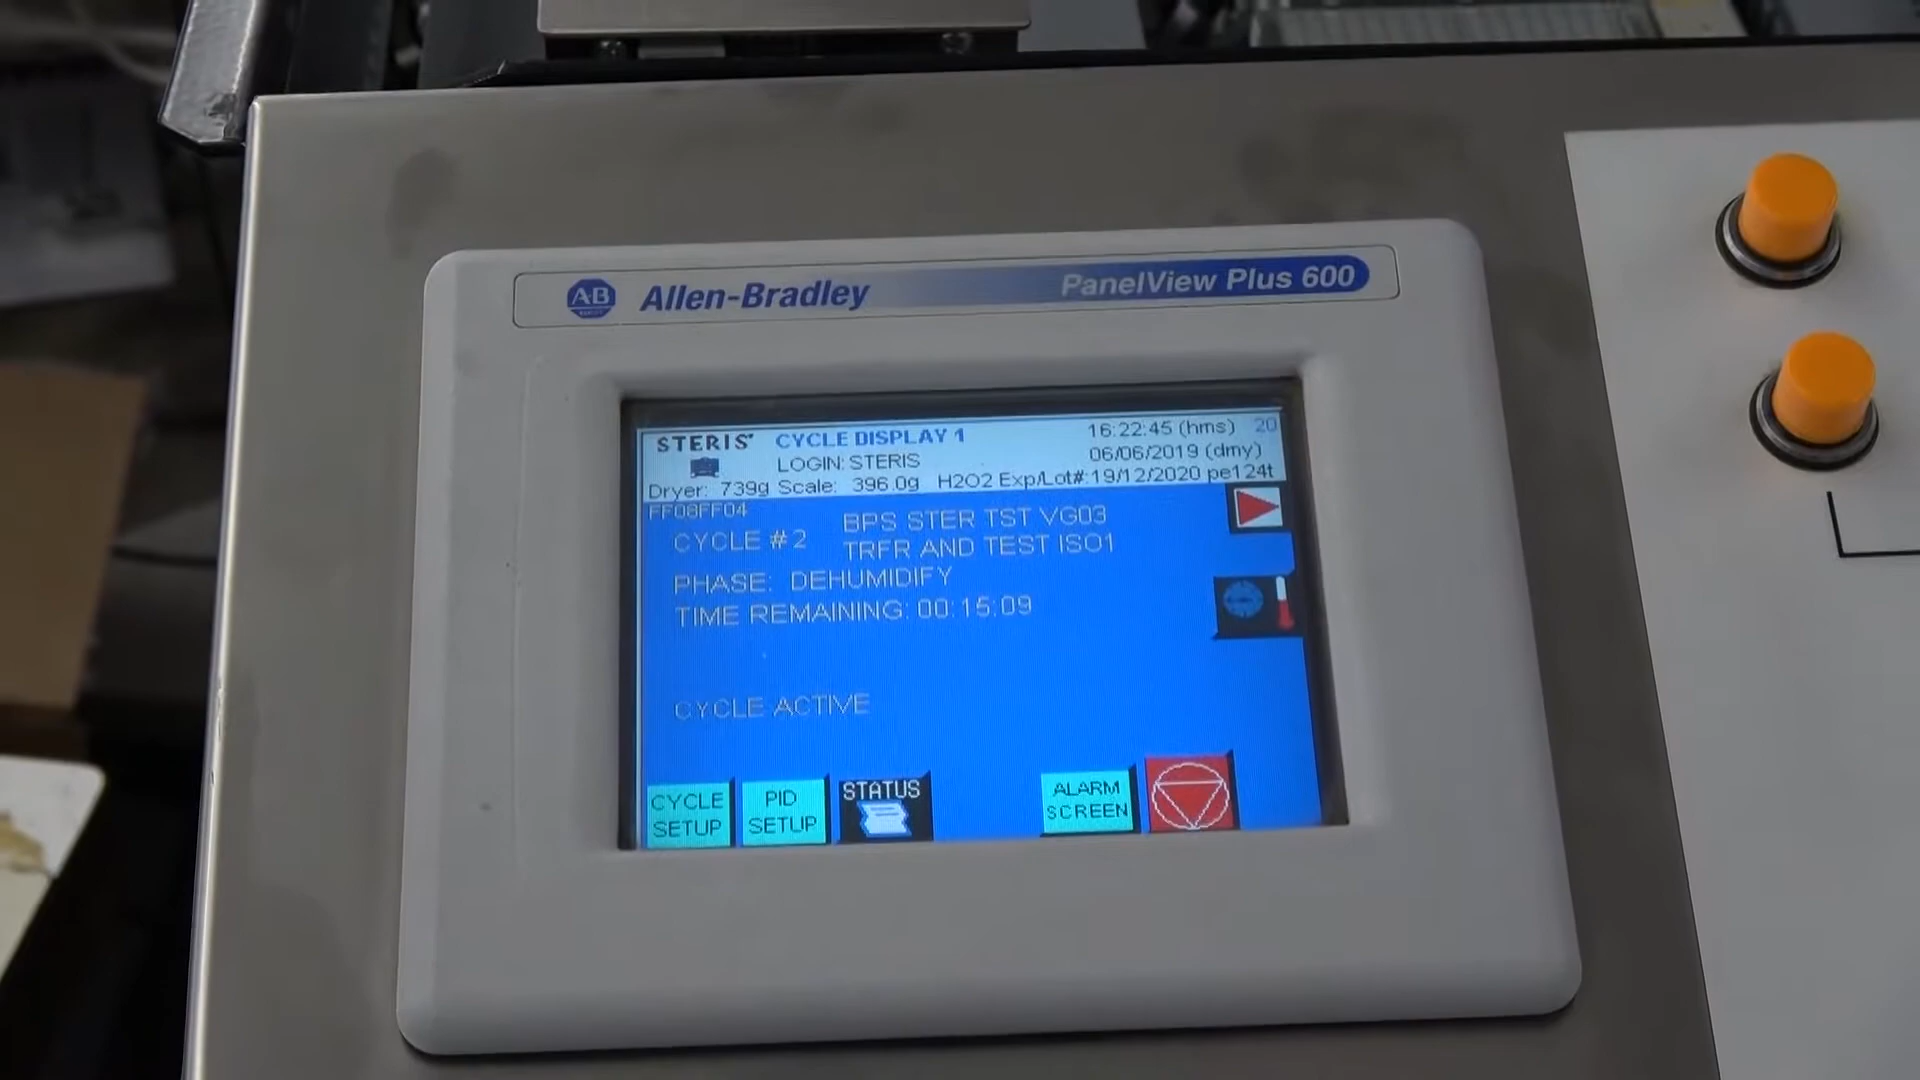 AB Allen-Bradley PanelView Plus 600
STERIS CYCLE DISPLAY 1 16:22:45 (hms) 20
LOGIN: STERIS 06/06/2019 (dmy)
Dryer: 739g Scale: 396.0g H2O2 Exp/Lot#:19/12/2020 pe124t
FF08FF04
CYCLE # 2 BPS STER TST VG03
TRFR AND TEST ISO1
PHASE: DEHUMIDIFY
TIME REMAINING: 00:15:09
CYCLE ACTIVE
CYCLE SETUP
PID SETUP
STATUS
ALARM SCREEN